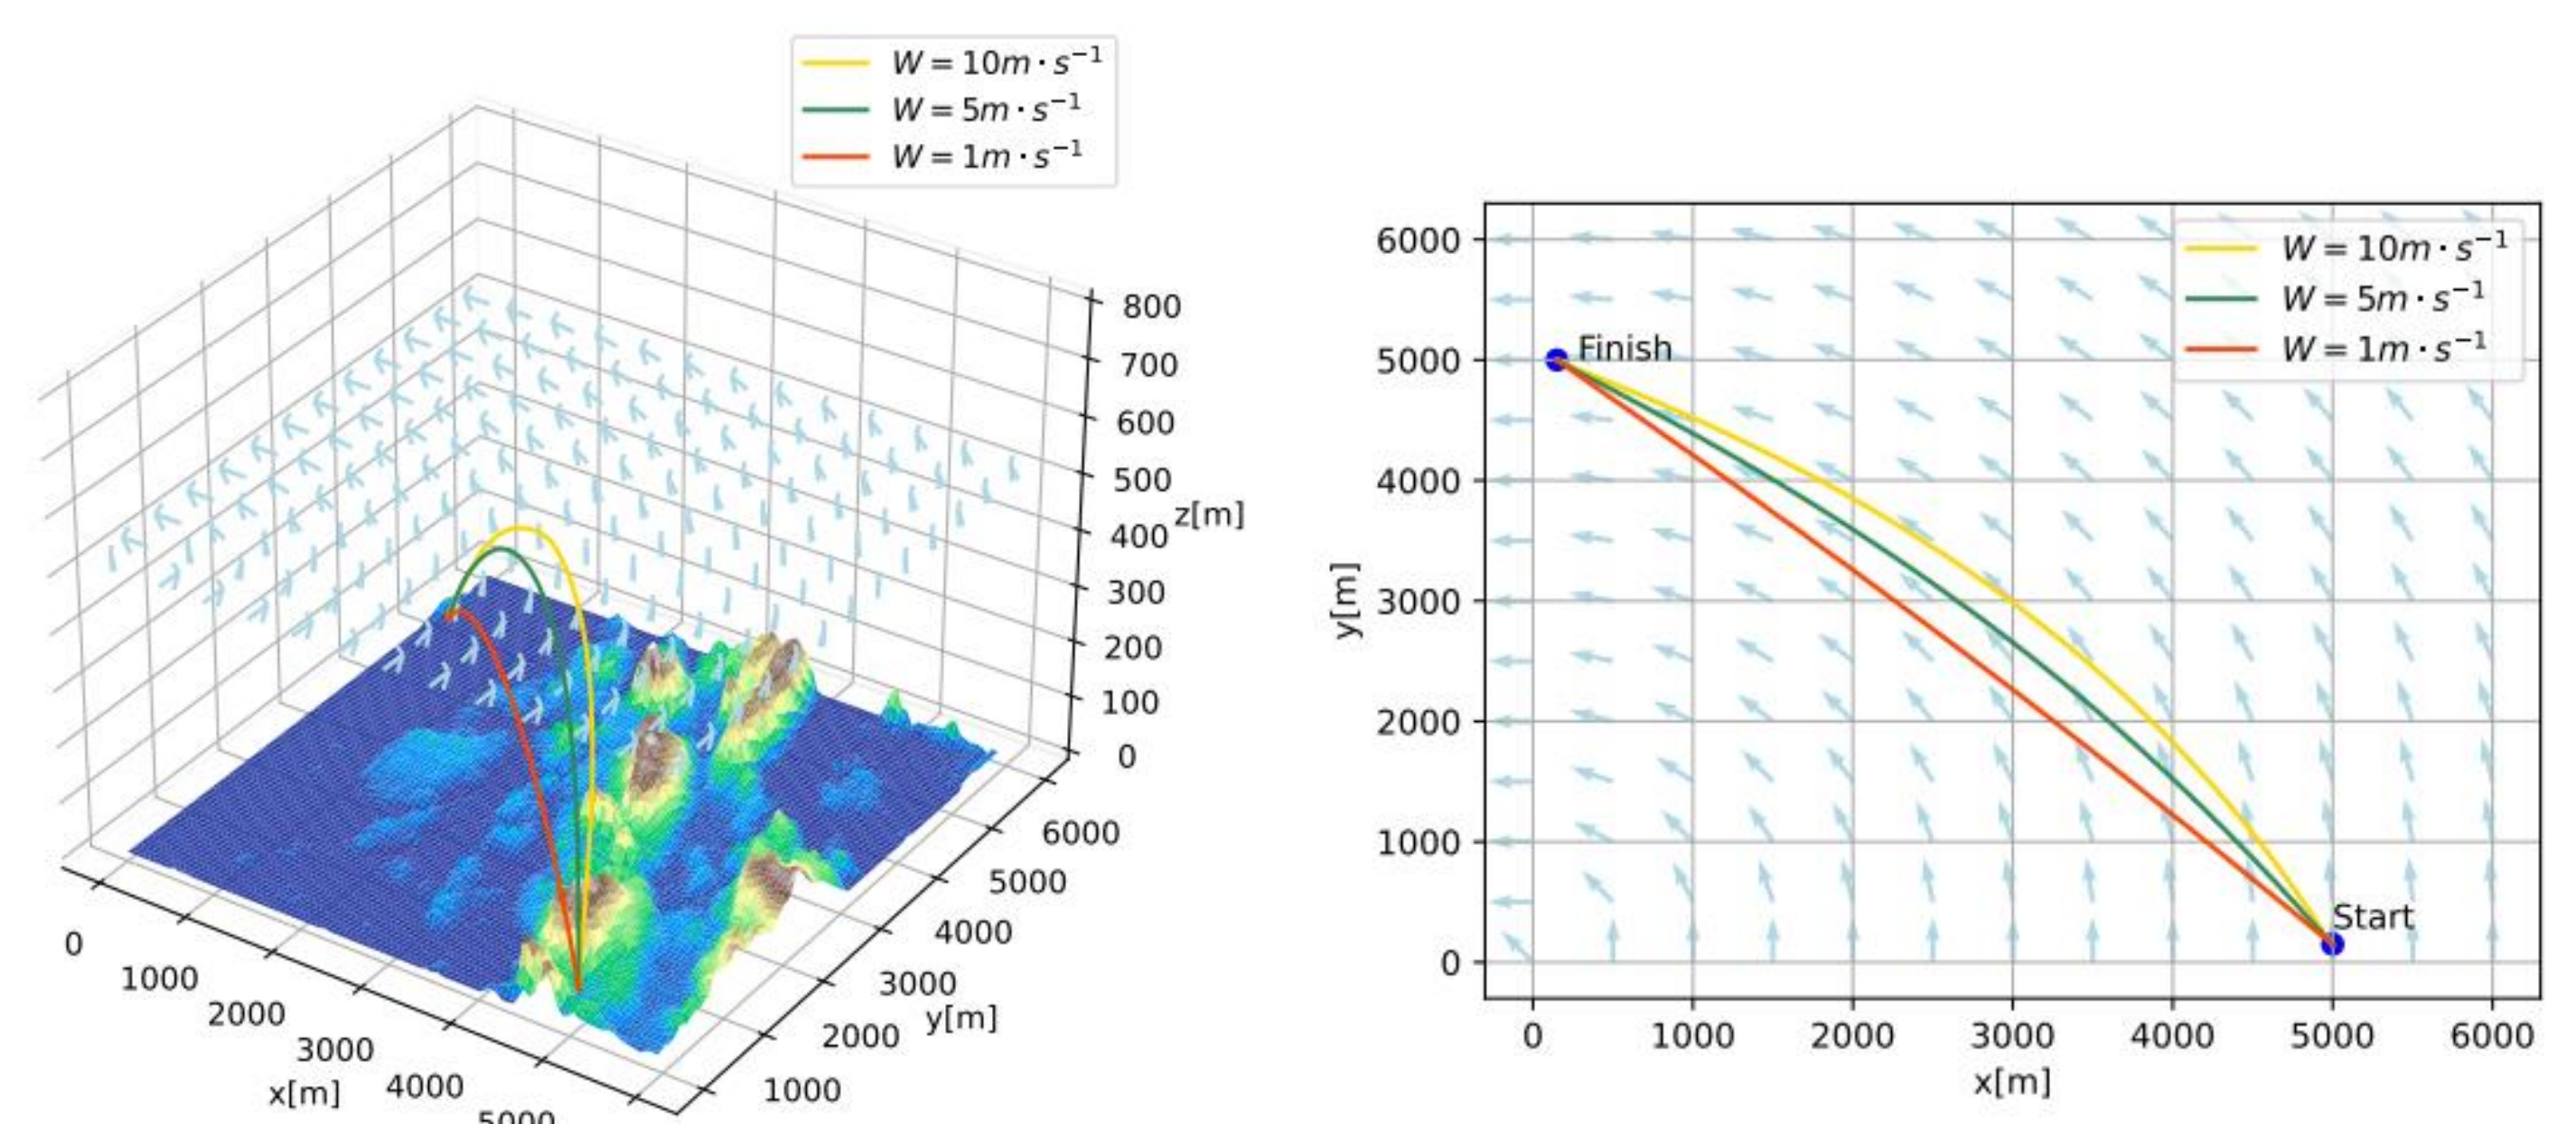 W = 10m · s⁻¹
W = 5m · s⁻¹
W = 1m · s⁻¹
800
700
600
500
z[m]
400
300
200
100
0
6000
5000
4000
3000
y[m]
2000
1000
0
1000
2000
3000
x[m]
4000
5000
W = 10m · s⁻¹
W = 5m · s⁻¹
W = 1m · s⁻¹
6000
Finish
5000
4000
y[m]
3000
2000
1000
Start
0
0 1000 2000 3000 4000 5000 6000
x[m]